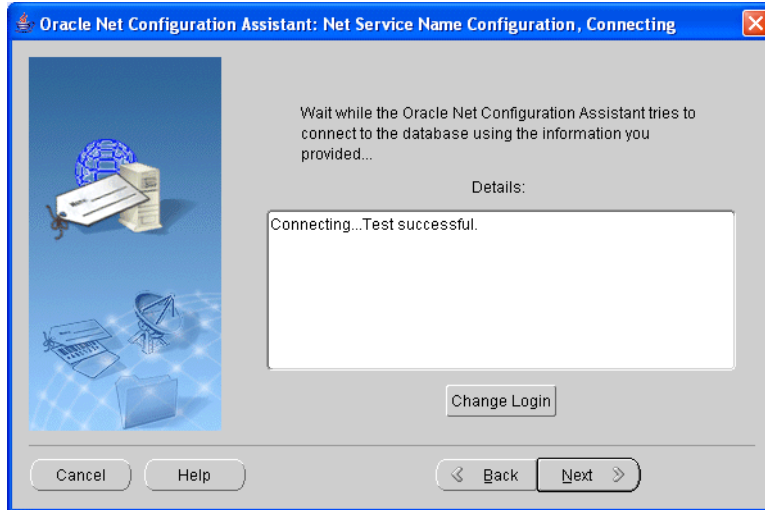 Oracle Net Configuration Assistant: Net Service Name Configuration, Connecting
Wait while the Oracle Net Configuration Assistant tries to
connect to the database using the information you
provided...
Details:
Connecting...Test successful.
Change Login
Cancel Help Back Next